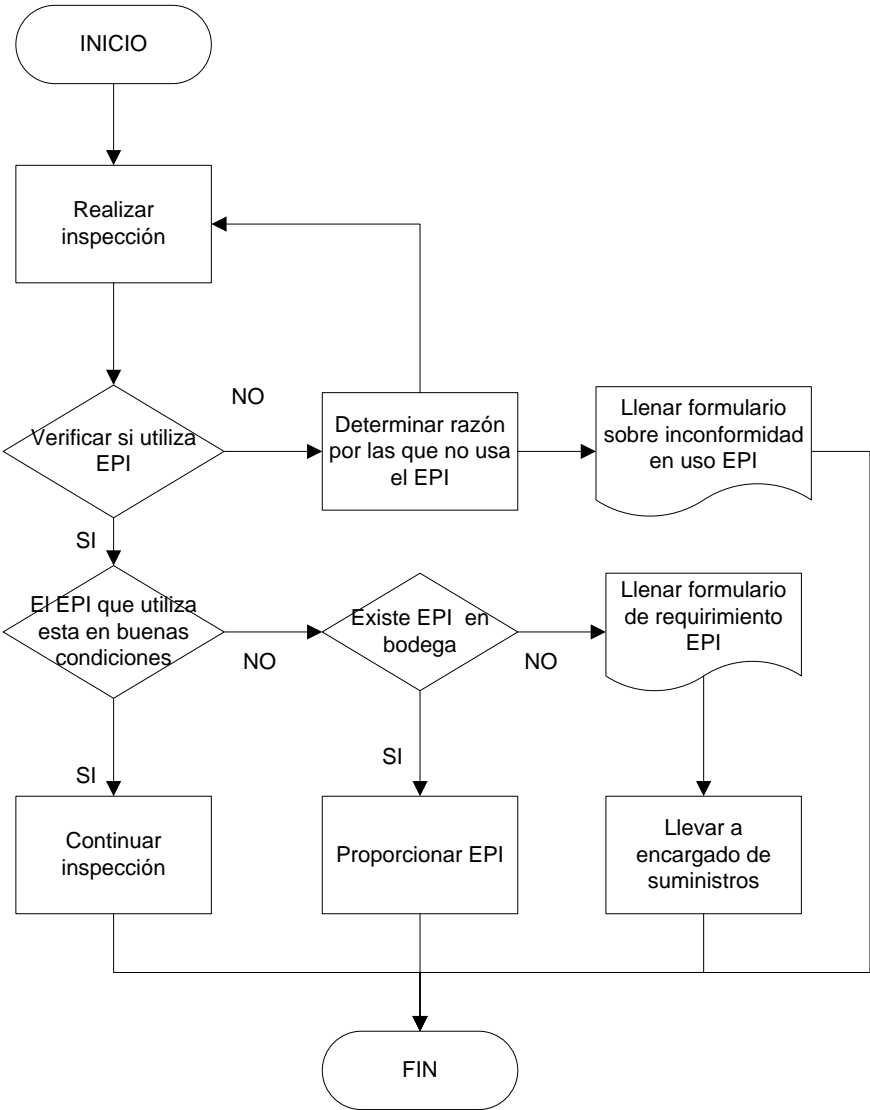 INICIO
Realizar
inspección
NO
Verificar si utiliza
EPI
Determinar razón
por las que no usa
el EPI
Llenar formulario
sobre inconformidad
en uso EPI
SI
El EPI que utiliza
esta en buenas
condiciones
NO
Existe EPI en
bodega
NO
Llenar formulario
de requirimiento
EPI
SI
SI
Continuar
inspección
Proporcionar EPI
Llevar a
encargado de
suministros
FIN